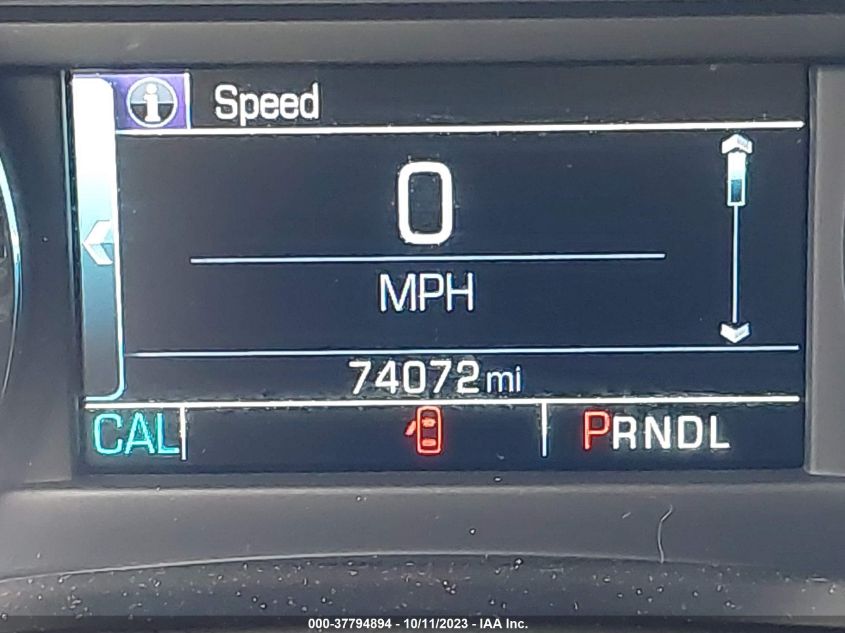 i Speed
0
MPH
74072 mi
CAL PRNDL
000-37794894 - 10/11/2023 - IAA Inc.